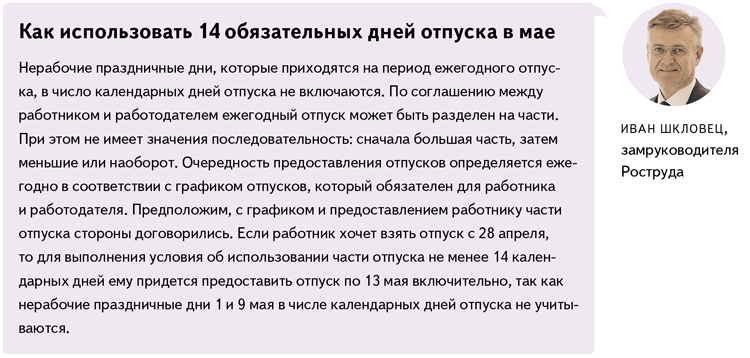 Как использовать 14 обязательных дней отпуска в мае
Нерабочие праздничные дни, которые приходятся на период ежегодного отпус-
ка, в число календарных дней отпуска не включаются. По соглашению между
работником и работодателем ежегодный отпуск может быть разделен на части.
При этом не имеет значения последовательность: сначала большая часть, затем
меньшие или наоборот. Очередность предоставления отпусков определяется еже-
годно в соответствии с графиком отпусков, который обязателен для работника
и работодателя. Предположим, с графиком и предоставлением работнику части
отпуска стороны договорились. Если работник хочет взять отпуск с 28 апреля,
то для выполнения условия об использовании части отпуска не менее 14 кален-
дарных дней ему придется предоставить отпуск по 13 мая включительно, так как
нерабочие праздничные дни 1 и 9 мая в числе календарных дней отпуска не учиты-
ваются.
ИВАН ШКЛОВЕЦ,
замруководителя
Роструда